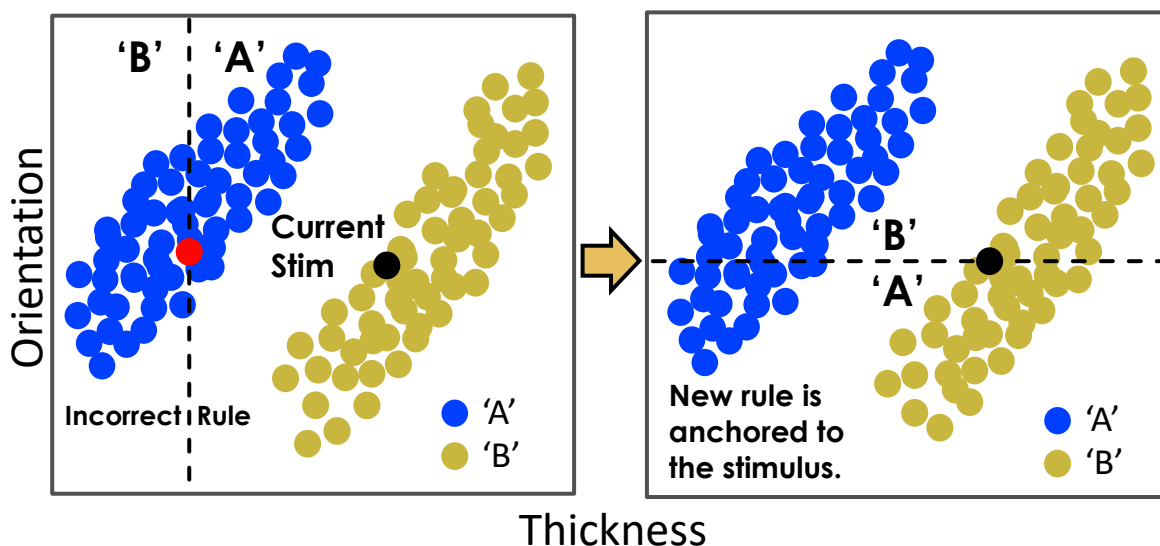 ‘B’ ‘A’
Orientation
Current
Stim
Incorrect Rule
‘A’
‘B’
‘B’
‘A’
New rule is
anchored to
the stimulus.
‘A’
‘B’
Thickness